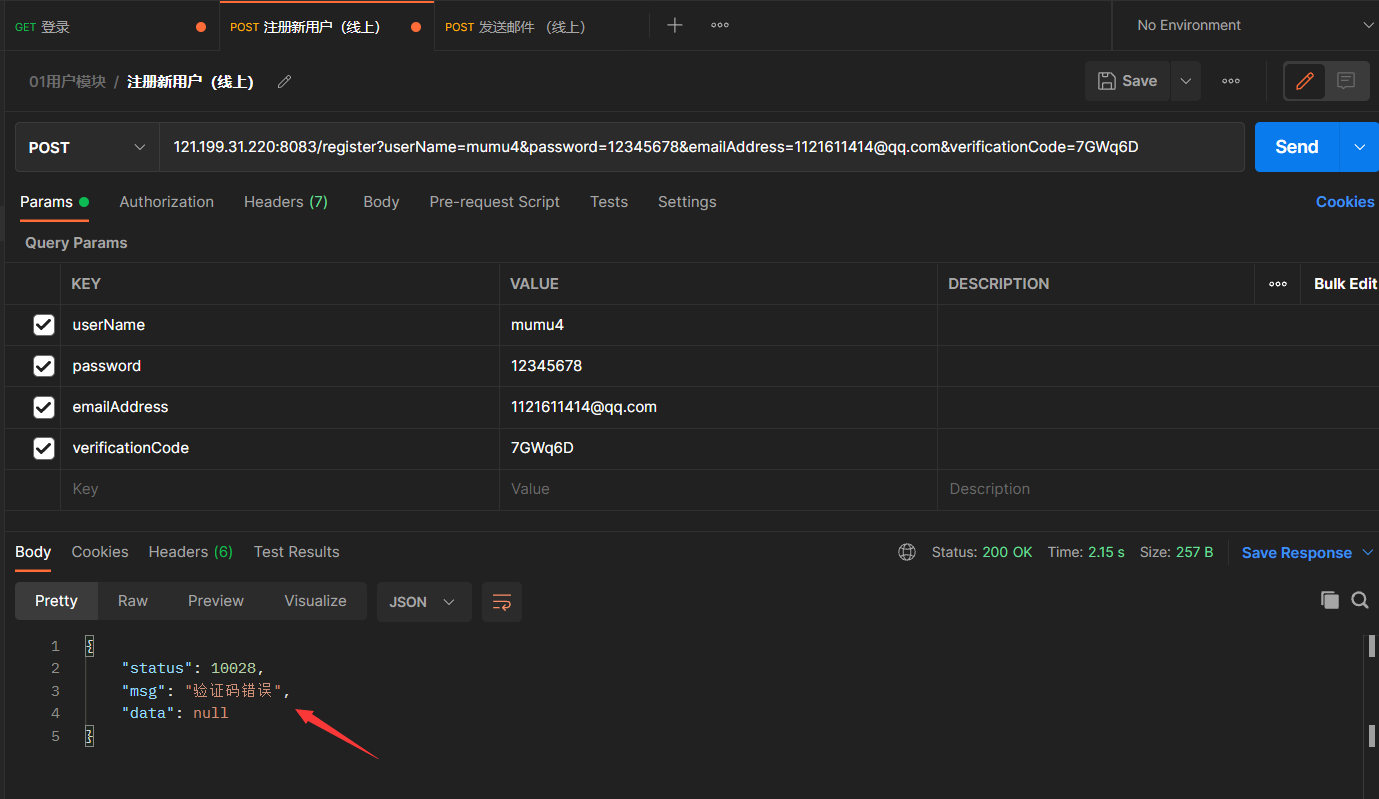 GET 登录
POST 注册新用户（线上）
POST 发送邮件 （线上）
No Environment
01用户模块 / 注册新用户（线上）
Save
POST
121.199.31.220:8083/register?userName=mumu4&password=12345678&emailAddress=1121611414@qq.com&verificationCode=7GWq6D
Send
Params Authorization Headers (7) Body Pre-request Script Tests Settings Cookies
Query Params
KEY VALUE DESCRIPTION Bulk Edit
userName mumu4
password 12345678
emailAddress 1121611414@qq.com
verificationCode 7GWq6D
Key Value Description
Body Cookies Headers (6) Test Results Status: 200 OK Time: 2.15 s Size: 257 B Save Response
Pretty Raw Preview Visualize JSON
1 {
2 "status": 10028,
3 "msg": "验证码错误",
4 "data": null
5 }